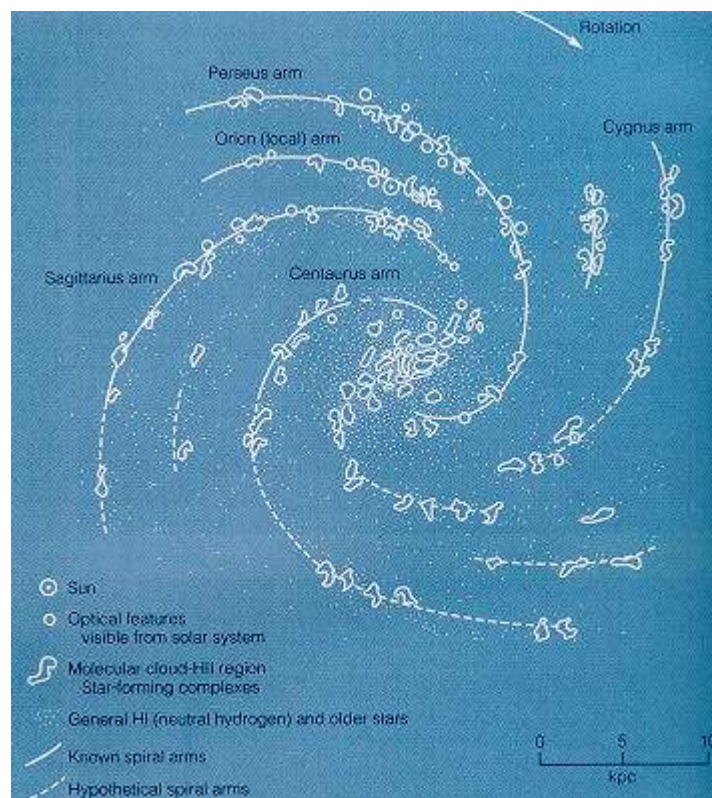 Rotation
Perseus arm
Cygnus arm
Orion (local) arm
Sagittarius arm
Centaurus arm
Sun
Optical features
visible from solar system
Molecular cloud-HII region
Star-forming complexes
General HI (neutral hydrogen) and older stars
Known spiral arms
Hypothetical spiral arms
0 5 10
kpc